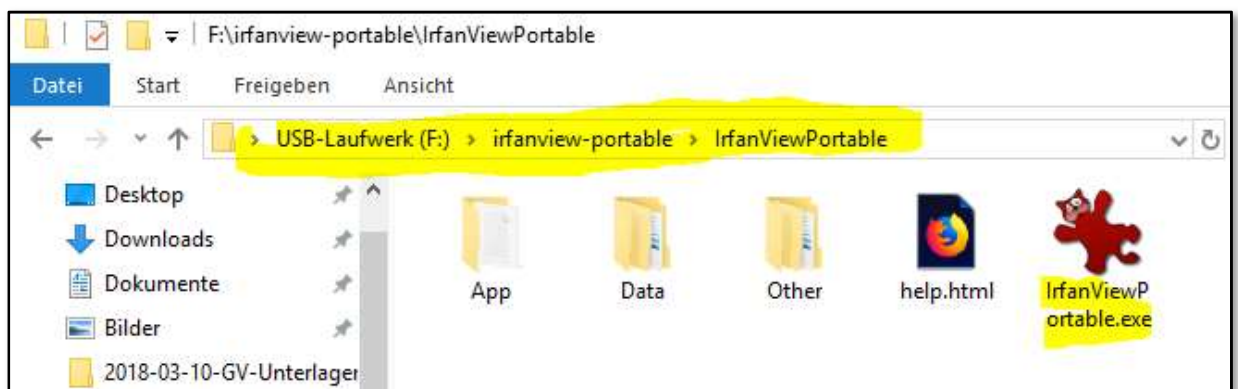 F:\irfanview-portable\IrfanViewPortable
Datei Start Freigeben Ansicht
USB-Laufwerk (F:) › irfanview-portable › IrfanViewPortable
Desktop
Downloads
Dokumente
Bilder
2018-03-10-GV-Unterlagen
App Data Other help.html IrfanViewP
ortable.exe